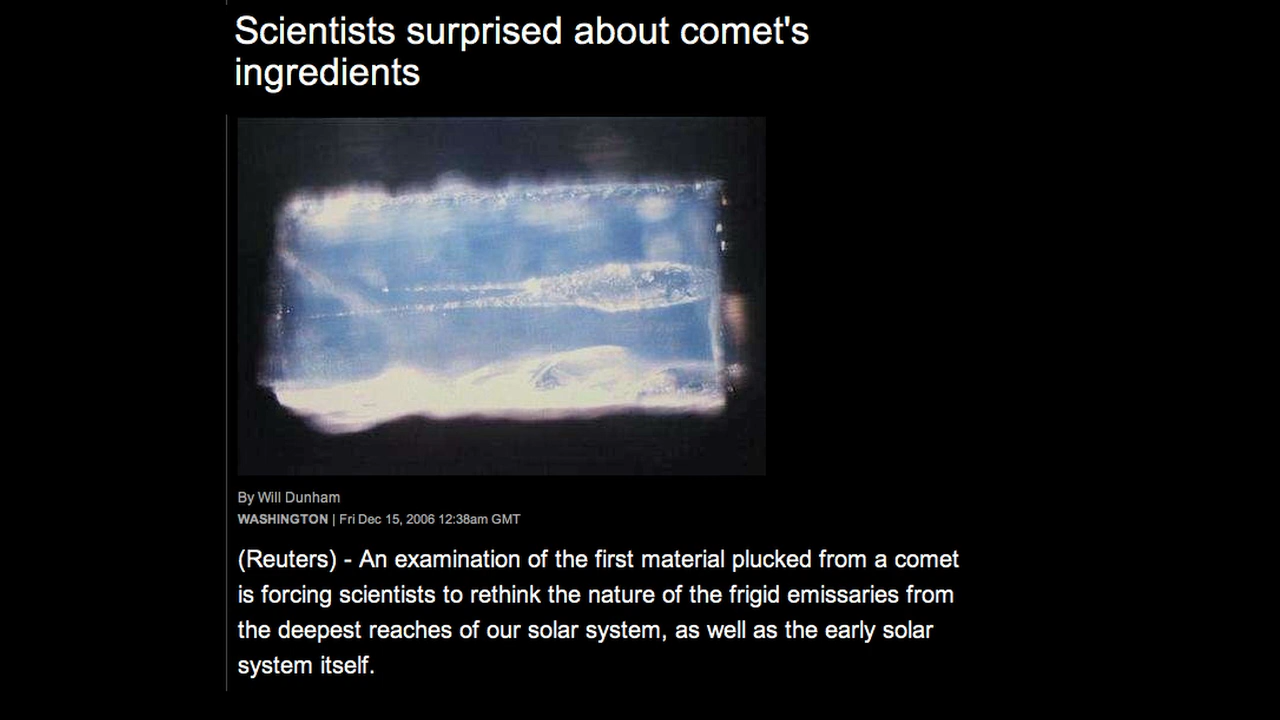 Scientists surprised about comet's
ingredients
By Will Dunham
WASHINGTON | Fri Dec 15, 2006 12:38am GMT
(Reuters) - An examination of the first material plucked from a comet
is forcing scientists to rethink the nature of the frigid emissaries from
the deepest reaches of our solar system, as well as the early solar
system itself.